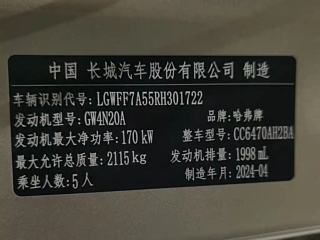 中国 长城汽车股份有限公司 制造
车辆识别代号: LGWFF7A55RH301722
发动机型号: GW4N20A 品牌: 哈弗牌
发动机最大净功率: 170 kW 整车型号: CC6470AH2BA
最大允许总质量: 2115 kg 发动机排量: 1998 mL
乘坐人数: 5 人 制造年月: 2024-04